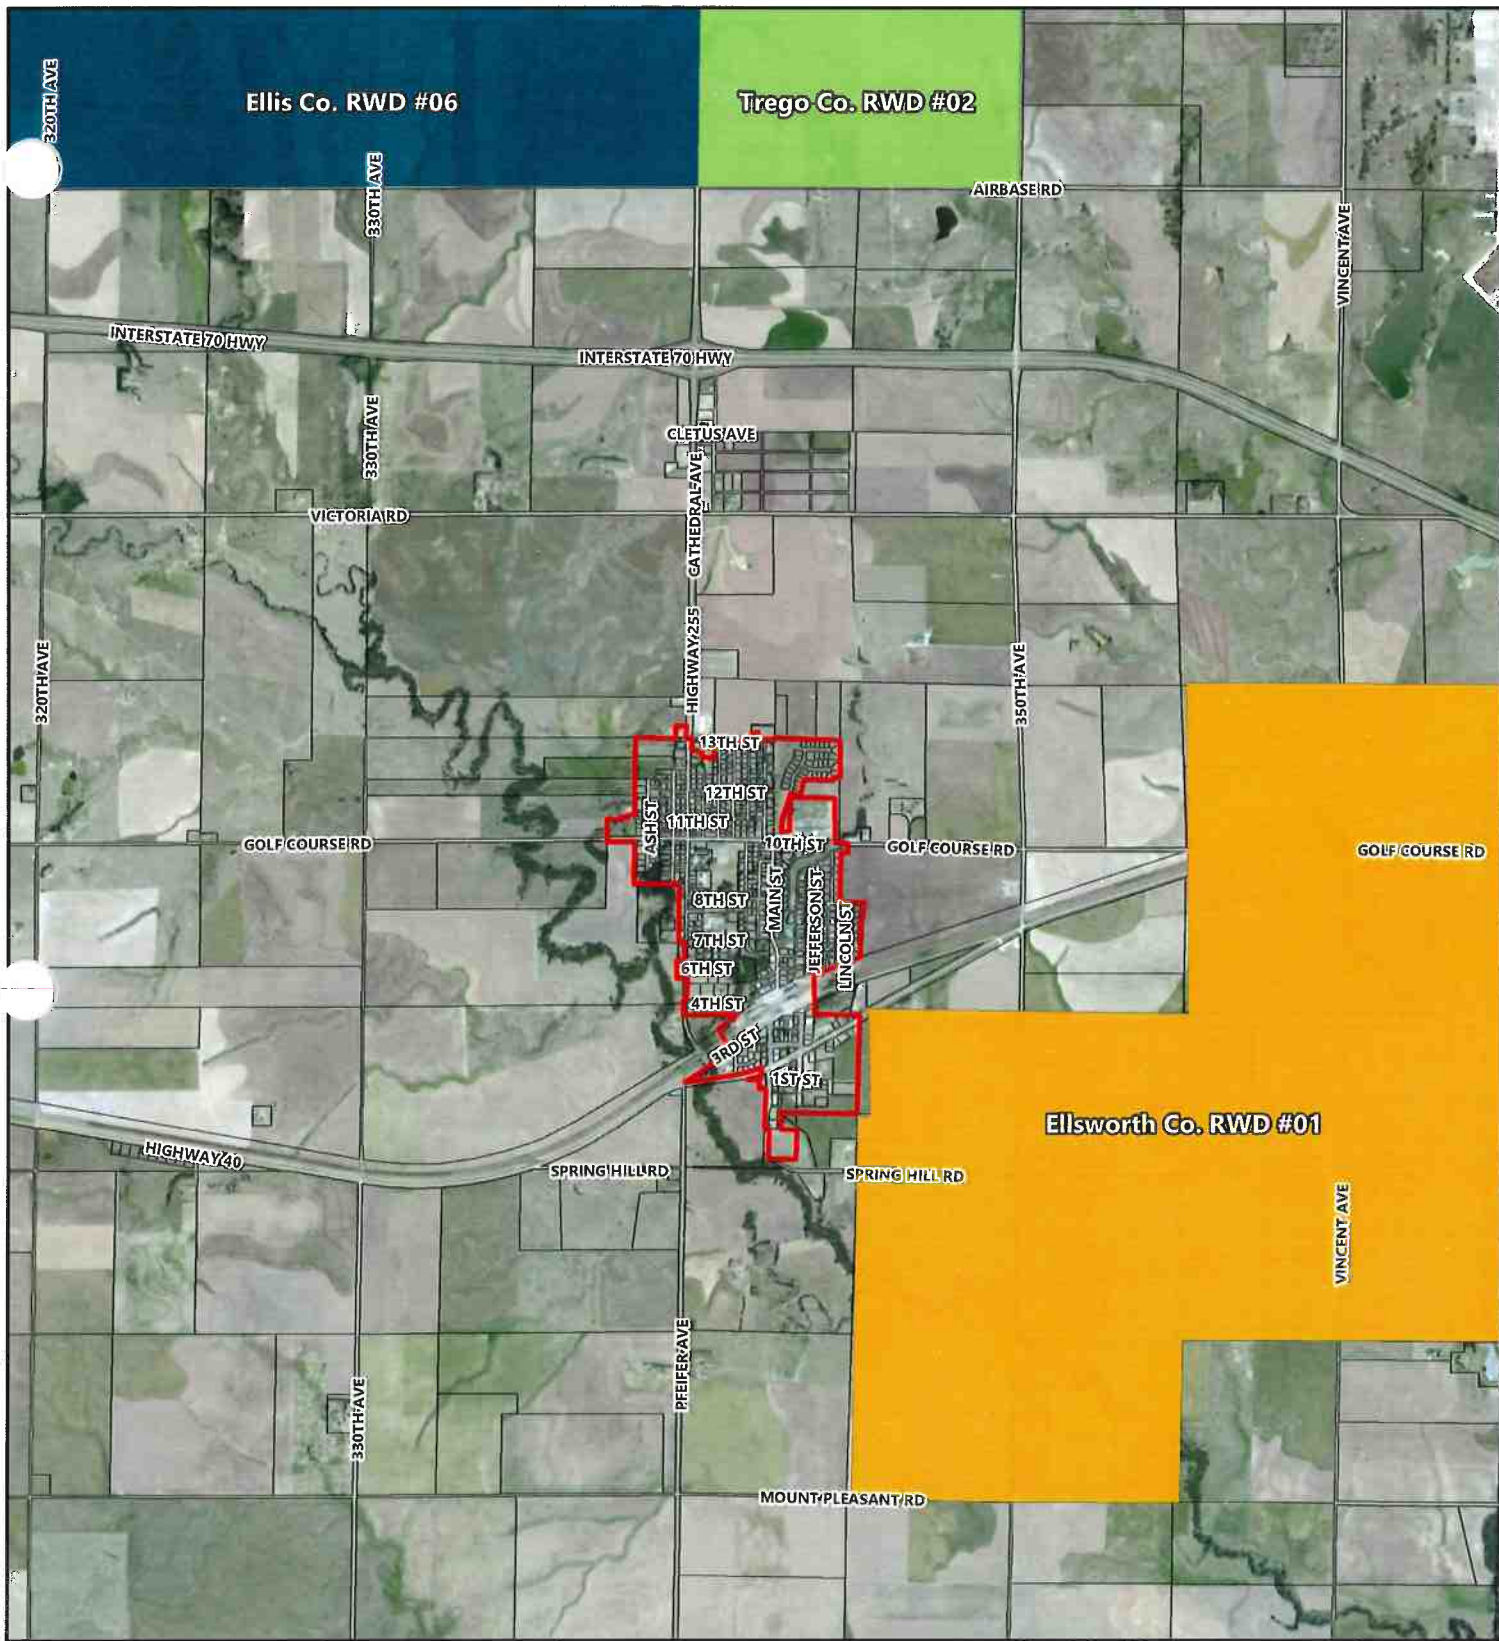 320TH AVE
Ellis Co. RWD #06
Trego Co. RWD #02
330TH AVE
AIRBASE RD
VINCENT AVE
INTERSTATE 70 HWY
INTERSTATE 70 HWY
330TH AVE
CLETUS AVE
CATHEDRAL AVE
VICTORIA RD
HIGHWAY 255
320TH AVE
350TH AVE
13TH ST
12TH ST
11TH ST
ASH ST
GOLF COURSE RD
10TH ST
GOLF COURSE RD
GOLF COURSE RD
8TH ST
MAIN ST
JEFFERSON ST
LINCOLN ST
7TH ST
6TH ST
4TH ST
3RD ST
1ST ST
Ellsworth Co. RWD #01
HIGHWAY 40
SPRING HILL RD
SPRING HILL RD
VINCENT AVE
PFEIFER AVE
330TH AVE
MOUNT PLEASANT RD